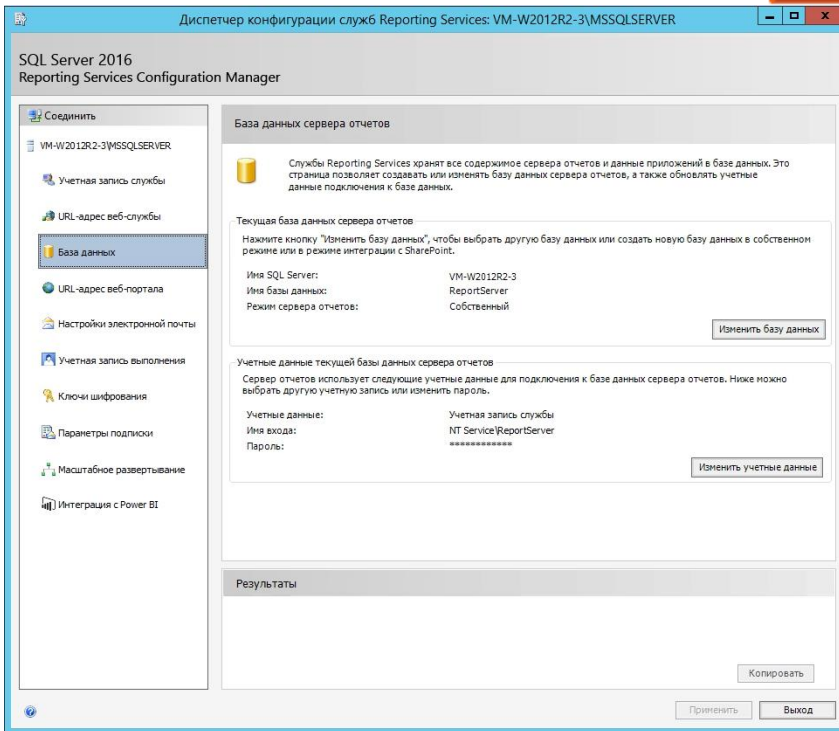 Диспетчер конфигурации служб Reporting Services: VM-W2012R2-3\MSSQLSERVER
SQL Server 2016
Reporting Services Configuration Manager
Соединить
VM-W2012R2-3\MSSQLSERVER
Учетная запись службы
URL-адрес веб-службы
База данных
URL-адрес веб-портала
Настройки электронной почты
Учетная запись выполнения
Ключи шифрования
Параметры подписки
Масштабное развертывание
Интеграция с Power BI
База данных сервера отчетов
Службы Reporting Services хранят все содержимое сервера отчетов и данные приложений в базе данных. Это
страница позволяет создавать или изменять базу данных сервера отчетов, а также обновлять учетные
данные подключения к базе данных.
Текущая база данных сервера отчетов
Нажмите кнопку "Изменить базу данных", чтобы выбрать другую базу данных или создать новую базу данных в собственном
режиме или в режиме интеграции с SharePoint.
Имя SQL Server: VM-W2012R2-3
Имя базы данных: ReportServer
Режим сервера отчетов: Собственный
Изменить базу данных
Учетные данные текущей базы данных сервера отчетов
Сервер отчетов использует следующие учетные данные для подключения к базе данных сервера отчетов. Ниже можно
выбрать другую учетную запись или изменить пароль.
Учетные данные: Учетная запись службы
Имя входа: NT Service\ReportServer
Пароль: ************
Изменить учетные данные
Результаты
Копировать
Применить
Выход